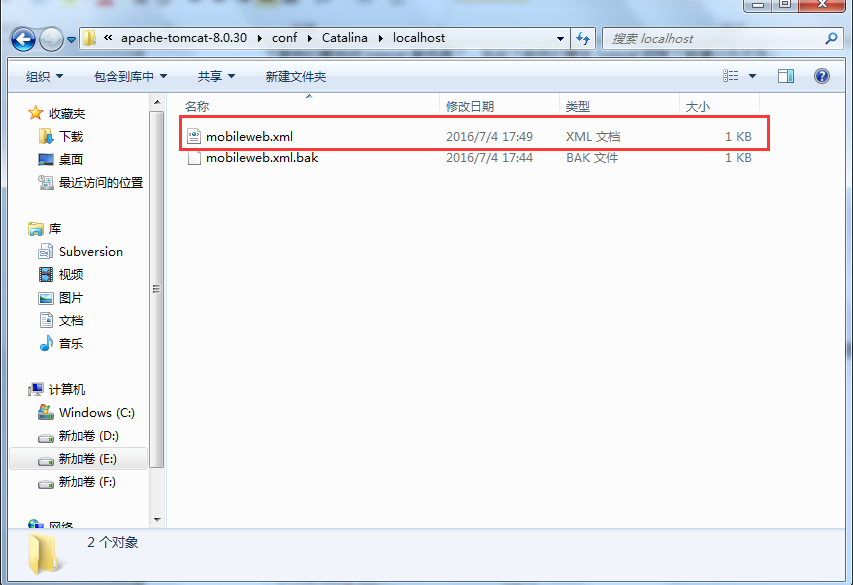 « apache-tomcat-8.0.30 ▸ conf ▸ Catalina ▸ localhost
搜索 localhost
组织 包含到库中 共享 新建文件夹
名称 修改日期 类型 大小
mobileweb.xml 2016/7/4 17:49 XML 文档 1 KB
mobileweb.xml.bak 2016/7/4 17:44 BAK 文件 1 KB
收藏夹
下载
桌面
最近访问的位置
库
Subversion
视频
图片
文档
音乐
计算机
Windows (C:)
新加卷 (D:)
新加卷 (E:)
新加卷 (F:)
网络
2 个对象